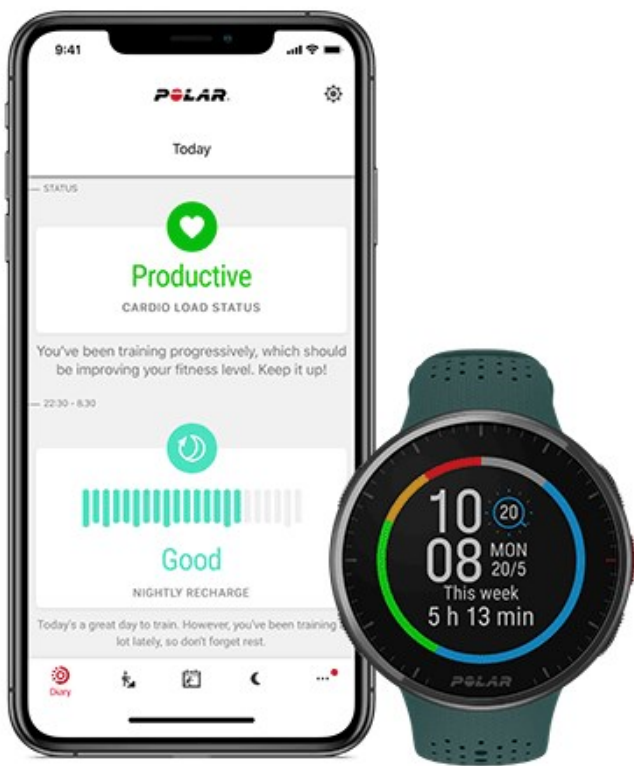 9:41
POLAR
Today
STATUS
Productive
CARDIO LOAD STATUS
You've been training progressively, which should
be improving your fitness level. Keep it up!
22:30 - 8:30
Good
NIGHTLY RECHARGE
Today's a great day to train. However, you've been training
lot lately, so don't forget rest.
Diary
10 20
08 MON
20/5
This week
5 h 13 min
POLAR